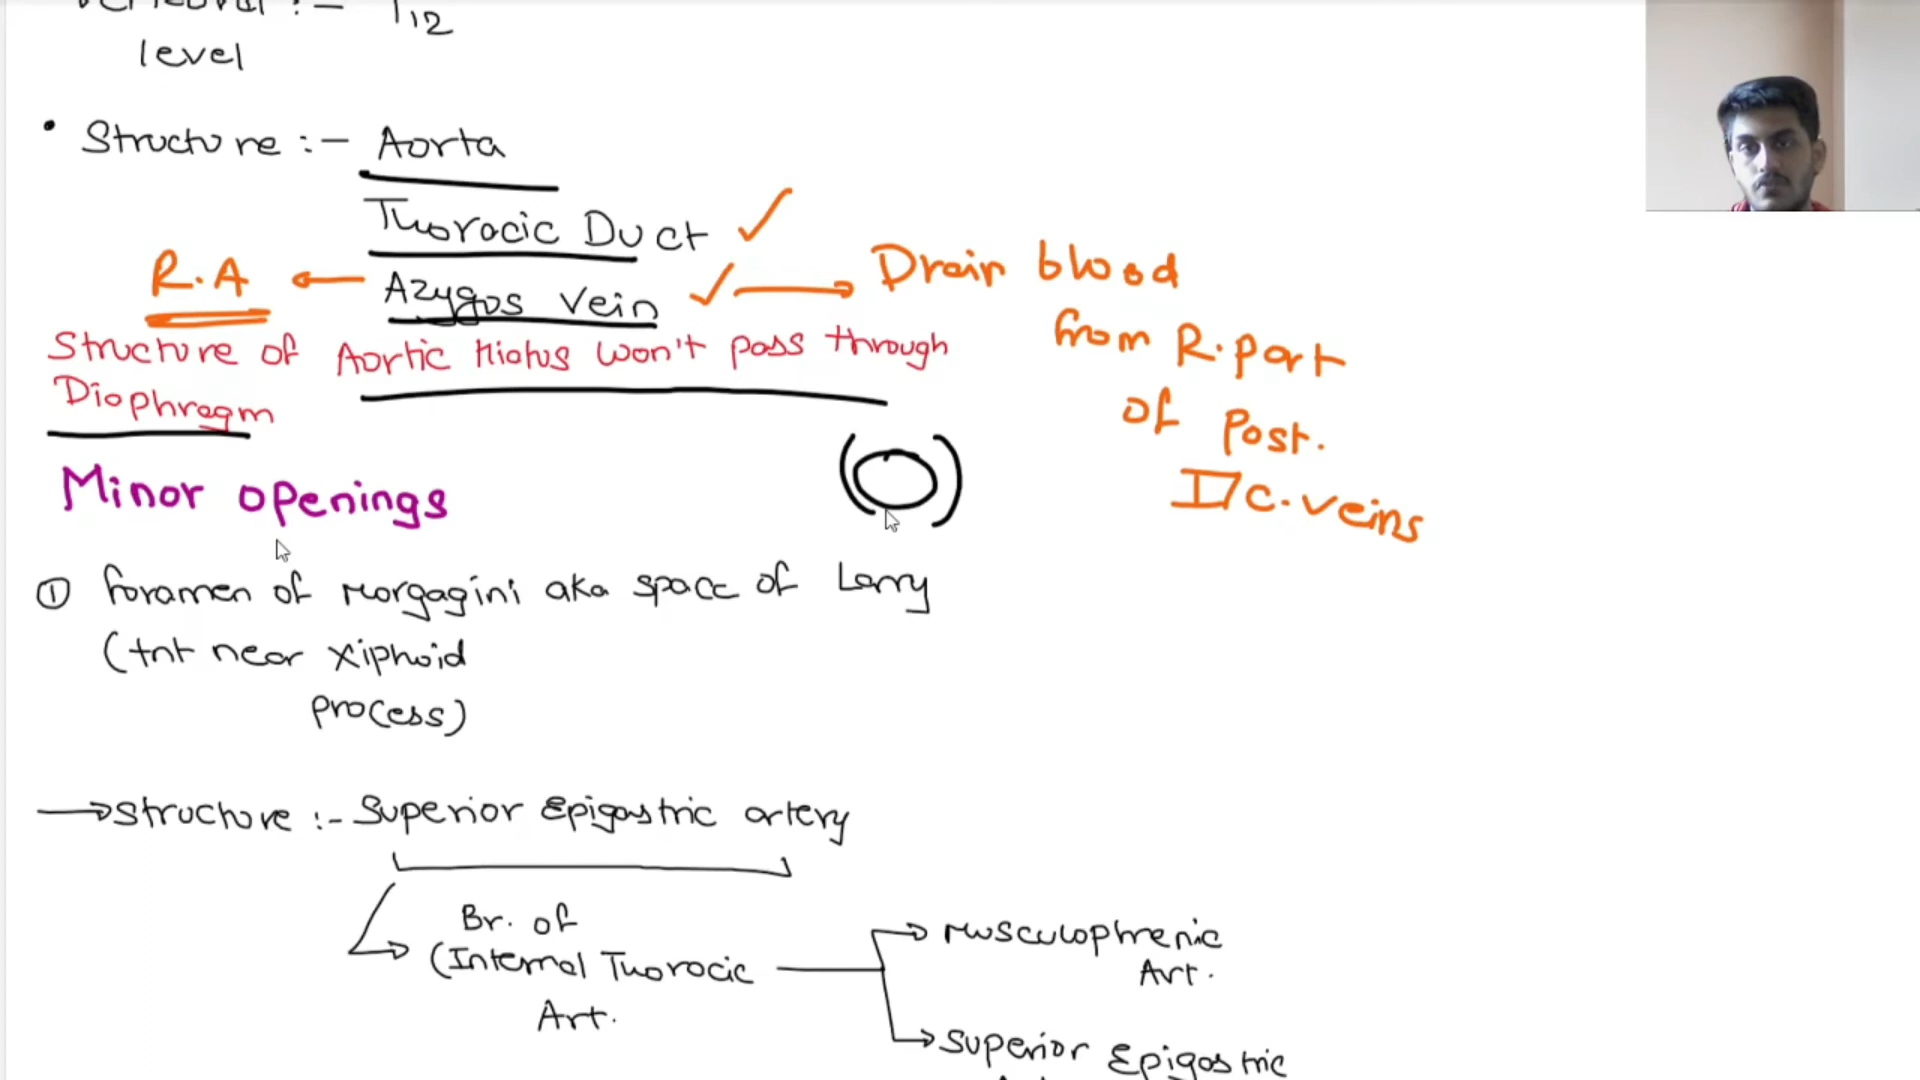 T12
level
• Structure :- Aorta
Thoracic Duct ✓
R.A ← Azygos Vein ✓ → Drain blood
from R. part
of Post.
I/C. veins
Structure of Aortic Hiatus won't pass through
Diaphragm
Minor openings
① foramen of Morgagini aka space of Larry
(tnt near Xiphoid
process)
→ structure :- Superior Epigastric artery
Br. of
(Internal Thoracic
Art.
→ Musculophrenic
Art.
→ Superior Epigastric